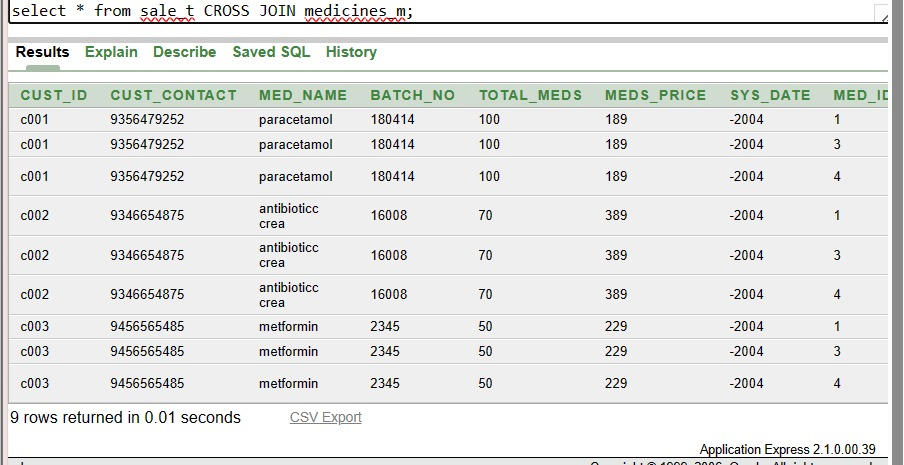 select * from sale_t CROSS JOIN medicines_m;
Results Explain Describe Saved SQL History
CUST_ID CUST_CONTACT MED_NAME BATCH_NO TOTAL_MEDS MEDS_PRICE SYS_DATE MED_ID
c001 9356479252 paracetamol 180414 100 189 -2004 1
c001 9356479252 paracetamol 180414 100 189 -2004 3
c001 9356479252 paracetamol 180414 100 189 -2004 4
c002 9346654875 antibioticc crea 16008 70 389 -2004 1
c002 9346654875 antibioticc crea 16008 70 389 -2004 3
c002 9346654875 antibioticc crea 16008 70 389 -2004 4
c003 9456565485 metformin 2345 50 229 -2004 1
c003 9456565485 metformin 2345 50 229 -2004 3
c003 9456565485 metformin 2345 50 229 -2004 4
9 rows returned in 0.01 seconds CSV Export
Application Express 2.1.0.00.39